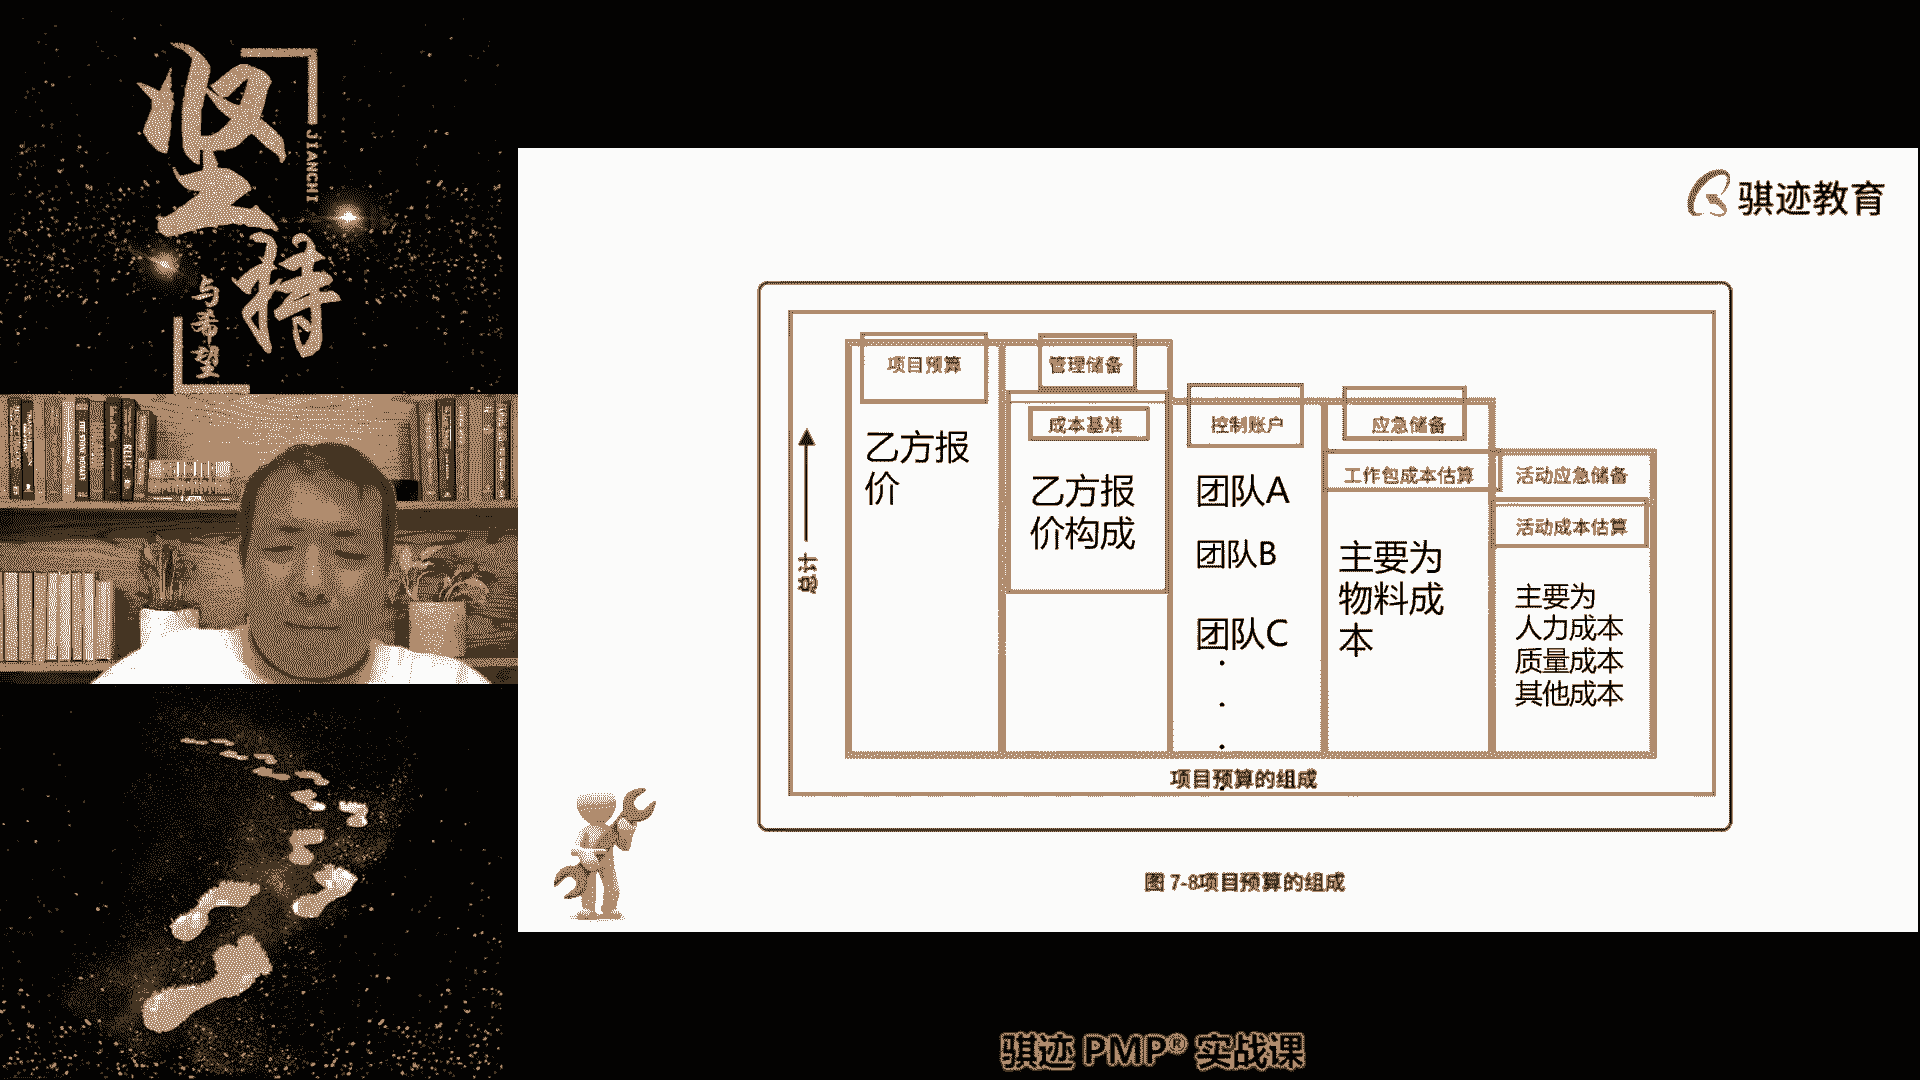 坚持
JIANCHI
与希望
骐迹教育
项目预算
乙方报
价
管理储备
成本基准
乙方报
价构成
控制账户
团队A
团队B
团队C
应急储备
工作包成本估算
主要为
物料成
本
活动应急储备
活动成本估算
主要为
人力成本
质量成本
其他成本
总计
项目预算的组成
图 7-8项目预算的组成
骐迹 PMP® 实战课